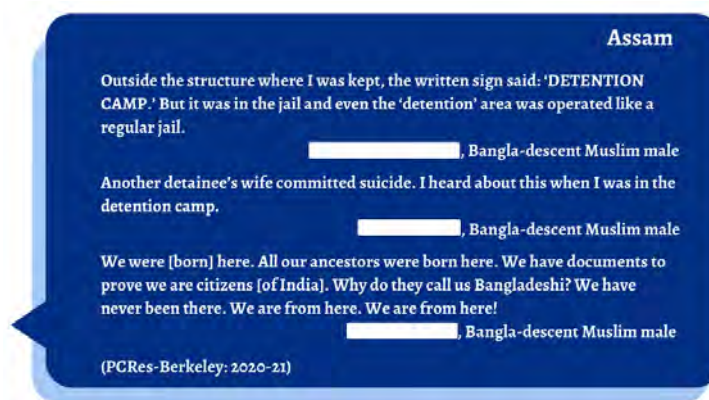 Assam
Outside the structure where I was kept, the written sign said: ‘DETENTION
CAMP.’ But it was in the jail and even the ‘detention’ area was operated like a
regular jail.
, Bangla-descent Muslim male
Another detainee’s wife committed suicide. I heard about this when I was in the
detention camp.
, Bangla-descent Muslim male
We were [born] here. All our ancestors were born here. We have documents to
prove we are citizens [of India]. Why do they call us Bangladeshi? We have
never been there. We are from here. We are from here!
, Bangla-descent Muslim male
(PCRes-Berkeley: 2020-21)